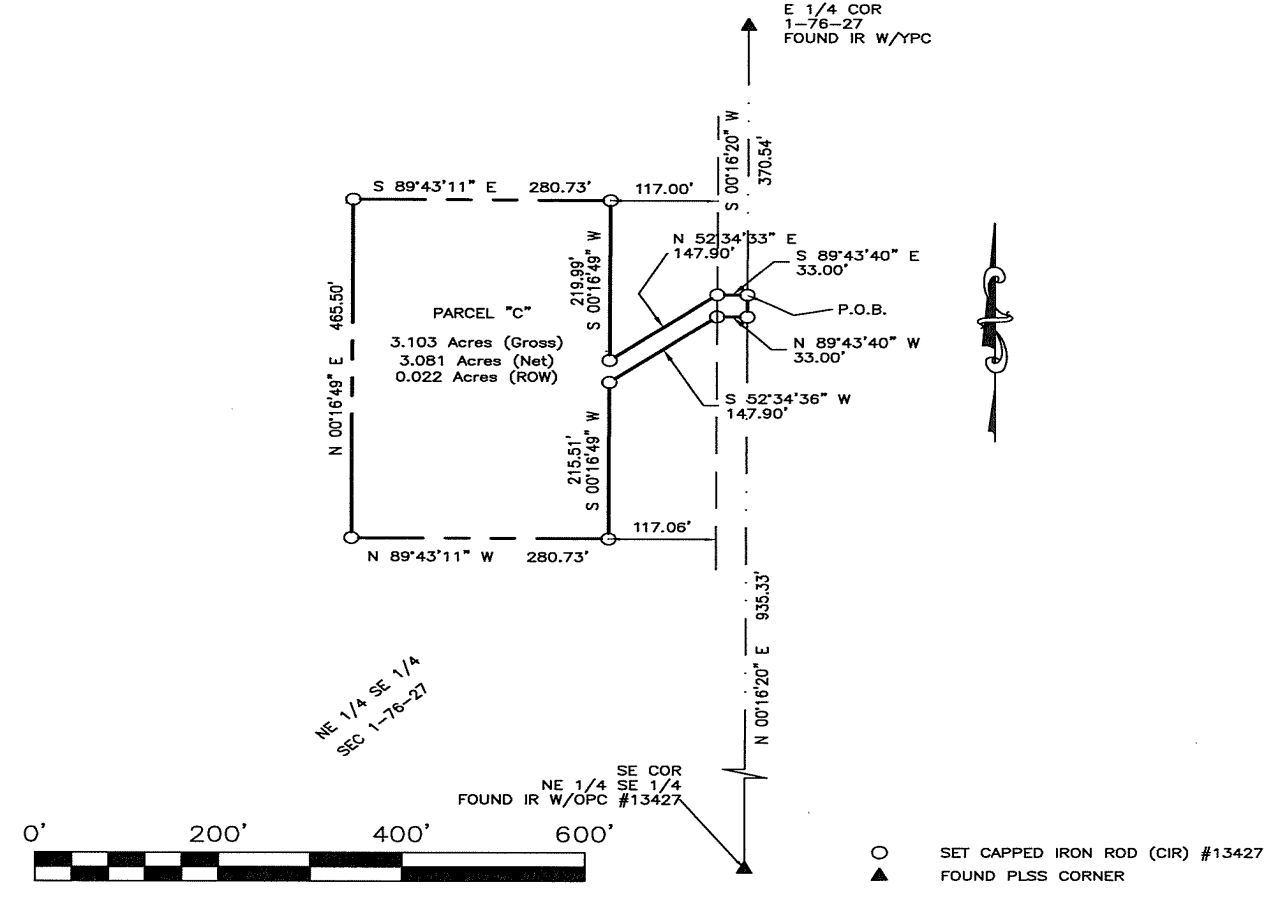 E 1/4 COR
1-76-27
FOUND IR W/YPC
S 00°16'20" W
370.54'
S 89°43'11" E 280.73'
117.00'
N 52°34'33" E
147.90'
S 89°43'40" E
33.00'
219.99'
S 00°16'49" W
N 00°16'49" E 465.50'
PARCEL "C"
3.103 Acres (Gross)
3.081 Acres (Net)
0.022 Acres (ROW)
P.O.B.
N 89°43'40" W
33.00'
S 52°34'36" W
147.90'
215.51'
S 00°16'49" W
117.06'
N 89°43'11" W 280.73'
N 00°16'20" E 935.33'
NE 1/4 SE 1/4
SEC 1-76-27
SE COR
NE 1/4 SE 1/4
FOUND IR W/OPC #13427
0' 200' 400' 600'
SET CAPPED IRON ROD (CIR) #13427
FOUND PLSS CORNER